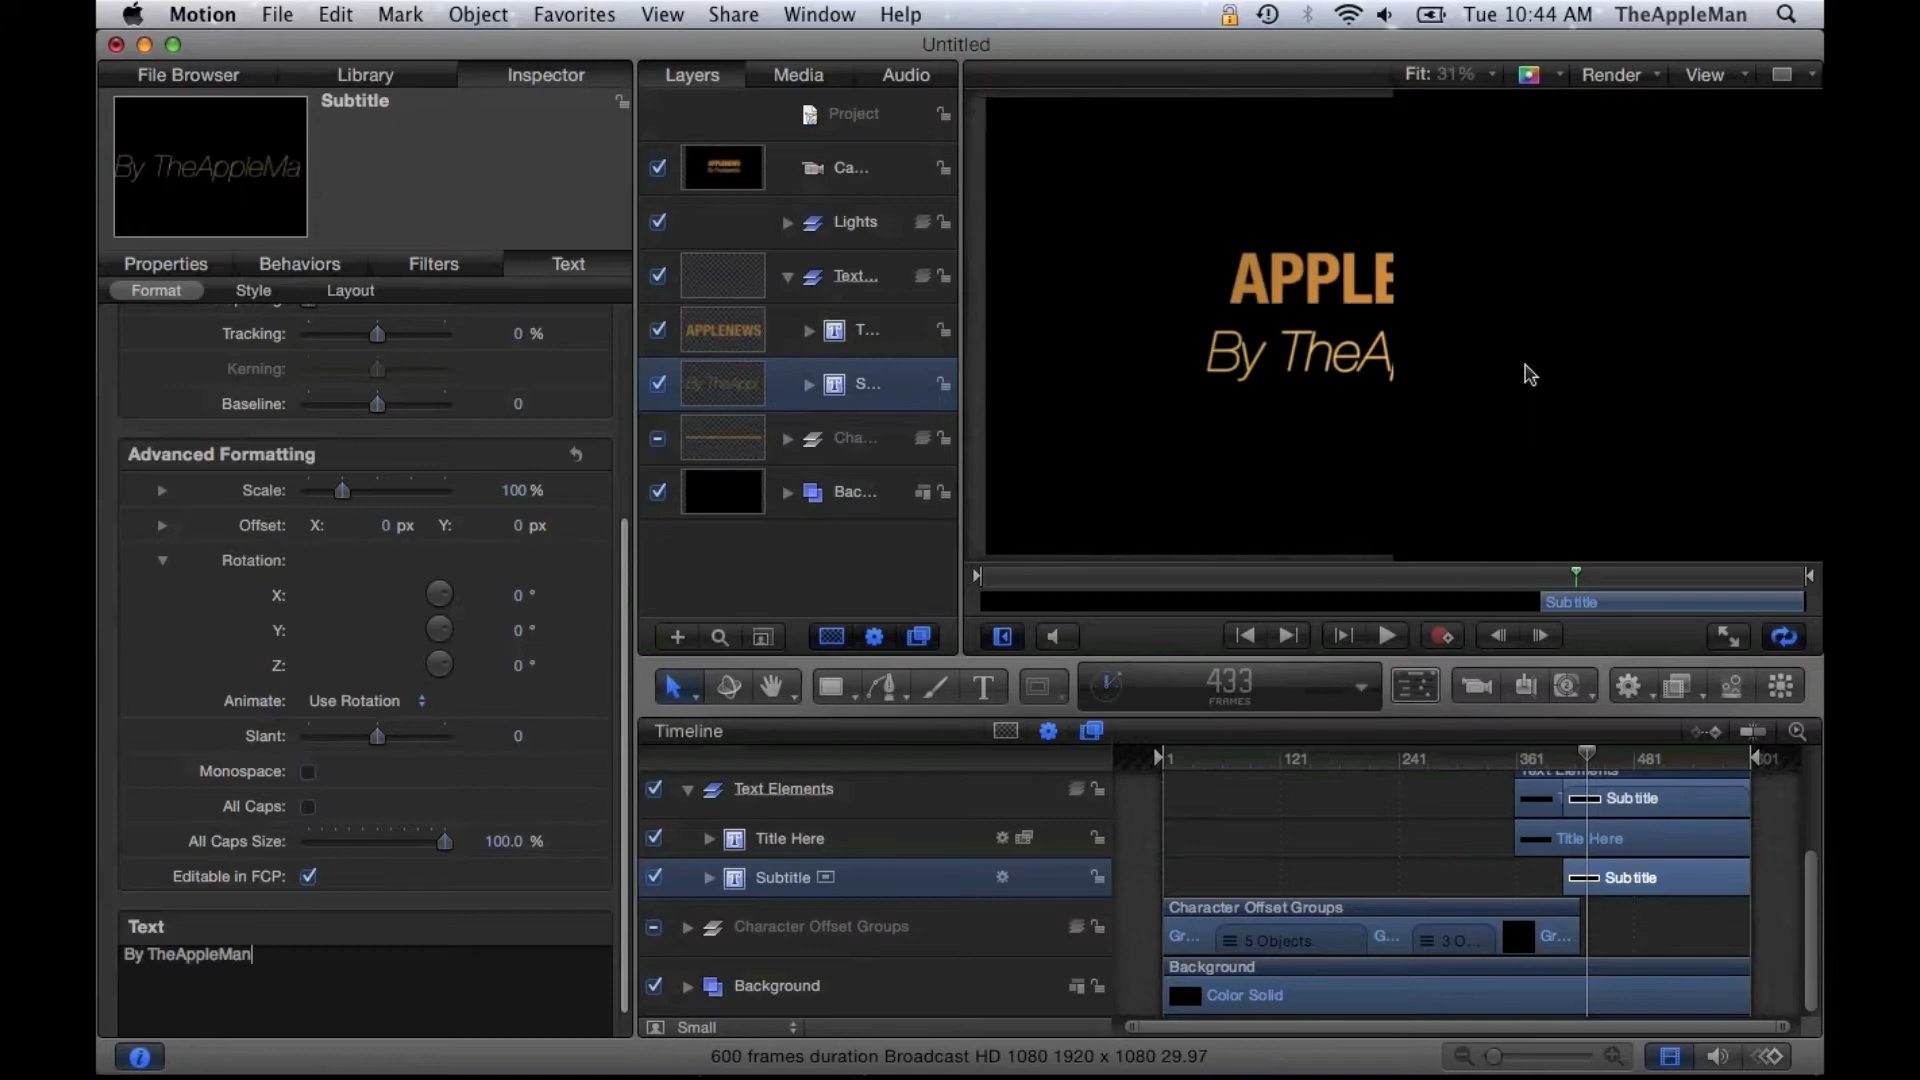 Motion File Edit Mark Object Favorites View Share Window Help Tue 10:44 AM TheAppleMan
Untitled
File Browser Library Inspector Layers Media Audio Fit: 31% Render View
Subtitle
Project
By TheAppleMa
APPLENEWS
Ca...
Lights
Properties Behaviors Filters Text
Text...
Format Style Layout
APPLE
Tracking: 0 %
APPLENEWS T...
By TheA
Kerning:
By TheAppl S...
Baseline: 0
Cha...
Advanced Formatting
Scale: 100 %
Bac...
Offset: X: 0 px Y: 0 px
Rotation:
X: 0 °
Subtitle
Y: 0 °
Z: 0 °
433
FRAMES
Animate: Use Rotation
Slant: 0
Timeline
1 121 241 361 481 601
Monospace:
Text Elements
Text Elements
Subtitle
All Caps:
All Caps Size: 100.0 %
Title Here
Title Here
Editable in FCP:
Subtitle
Subtitle
Character Offset Groups
Text
Character Offset Groups
Gr... 5 Objects G... 3 O... Gr...
By TheAppleMan
Background
Background
Color Solid
Small
600 frames duration Broadcast HD 1080 1920 x 1080 29.97